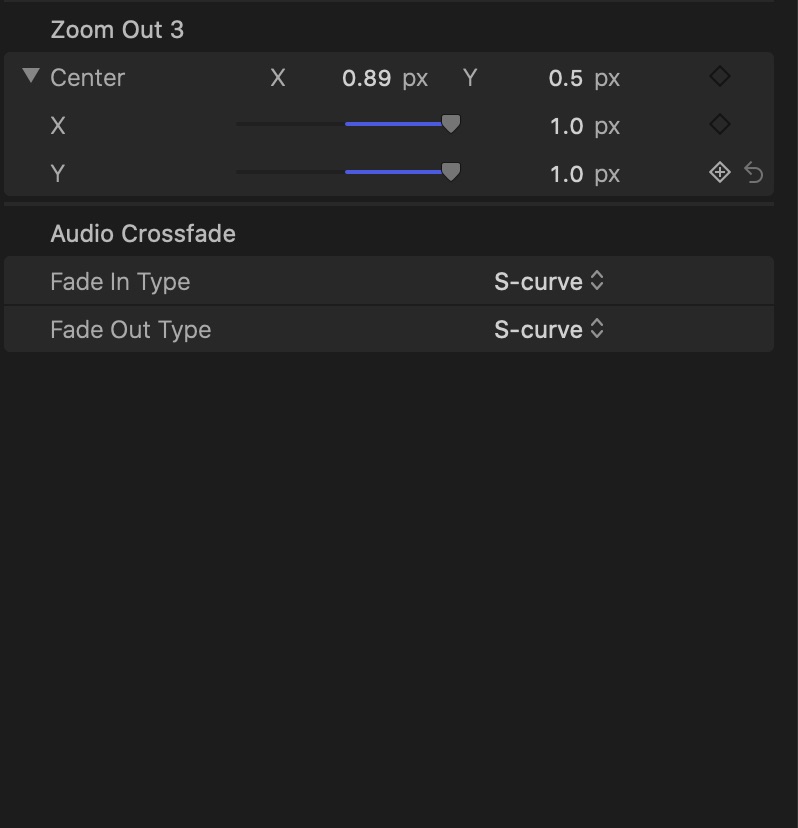 Zoom Out 3
Center X 0.89 px Y 0.5 px
X 1.0 px
Y 1.0 px
Audio Crossfade
Fade In Type S-curve
Fade Out Type S-curve